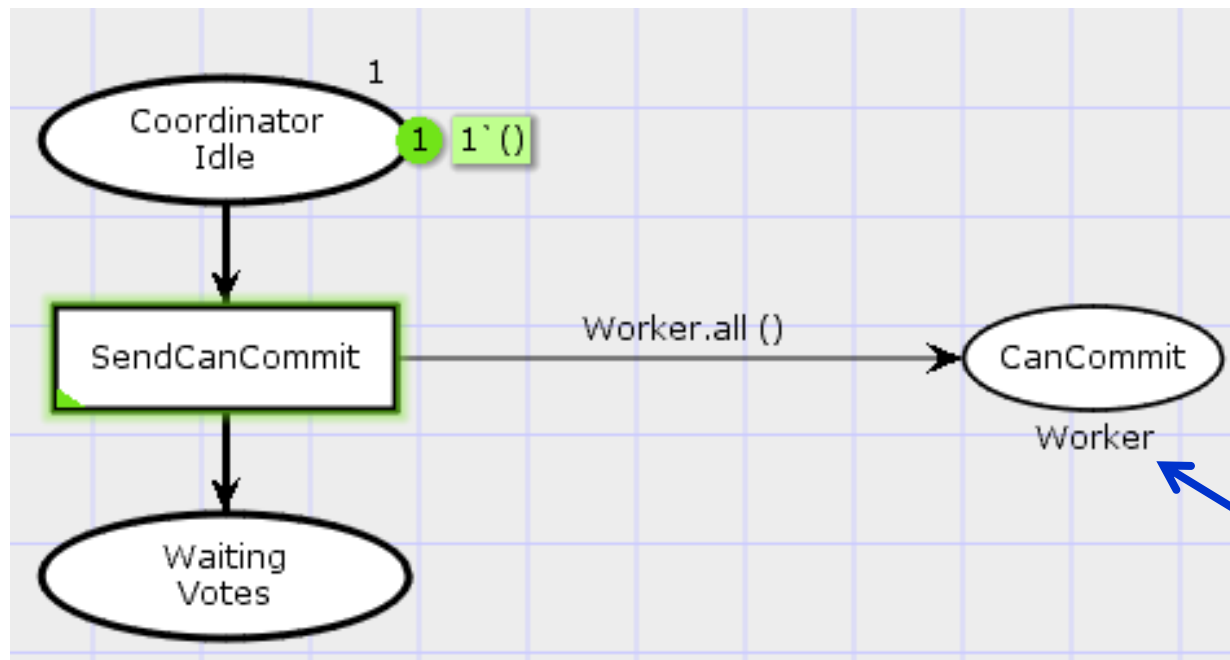 1
Coordinator
Idle
1
1`()
SendCanCommit
Worker.all ()
CanCommit
Worker
Waiting
Votes